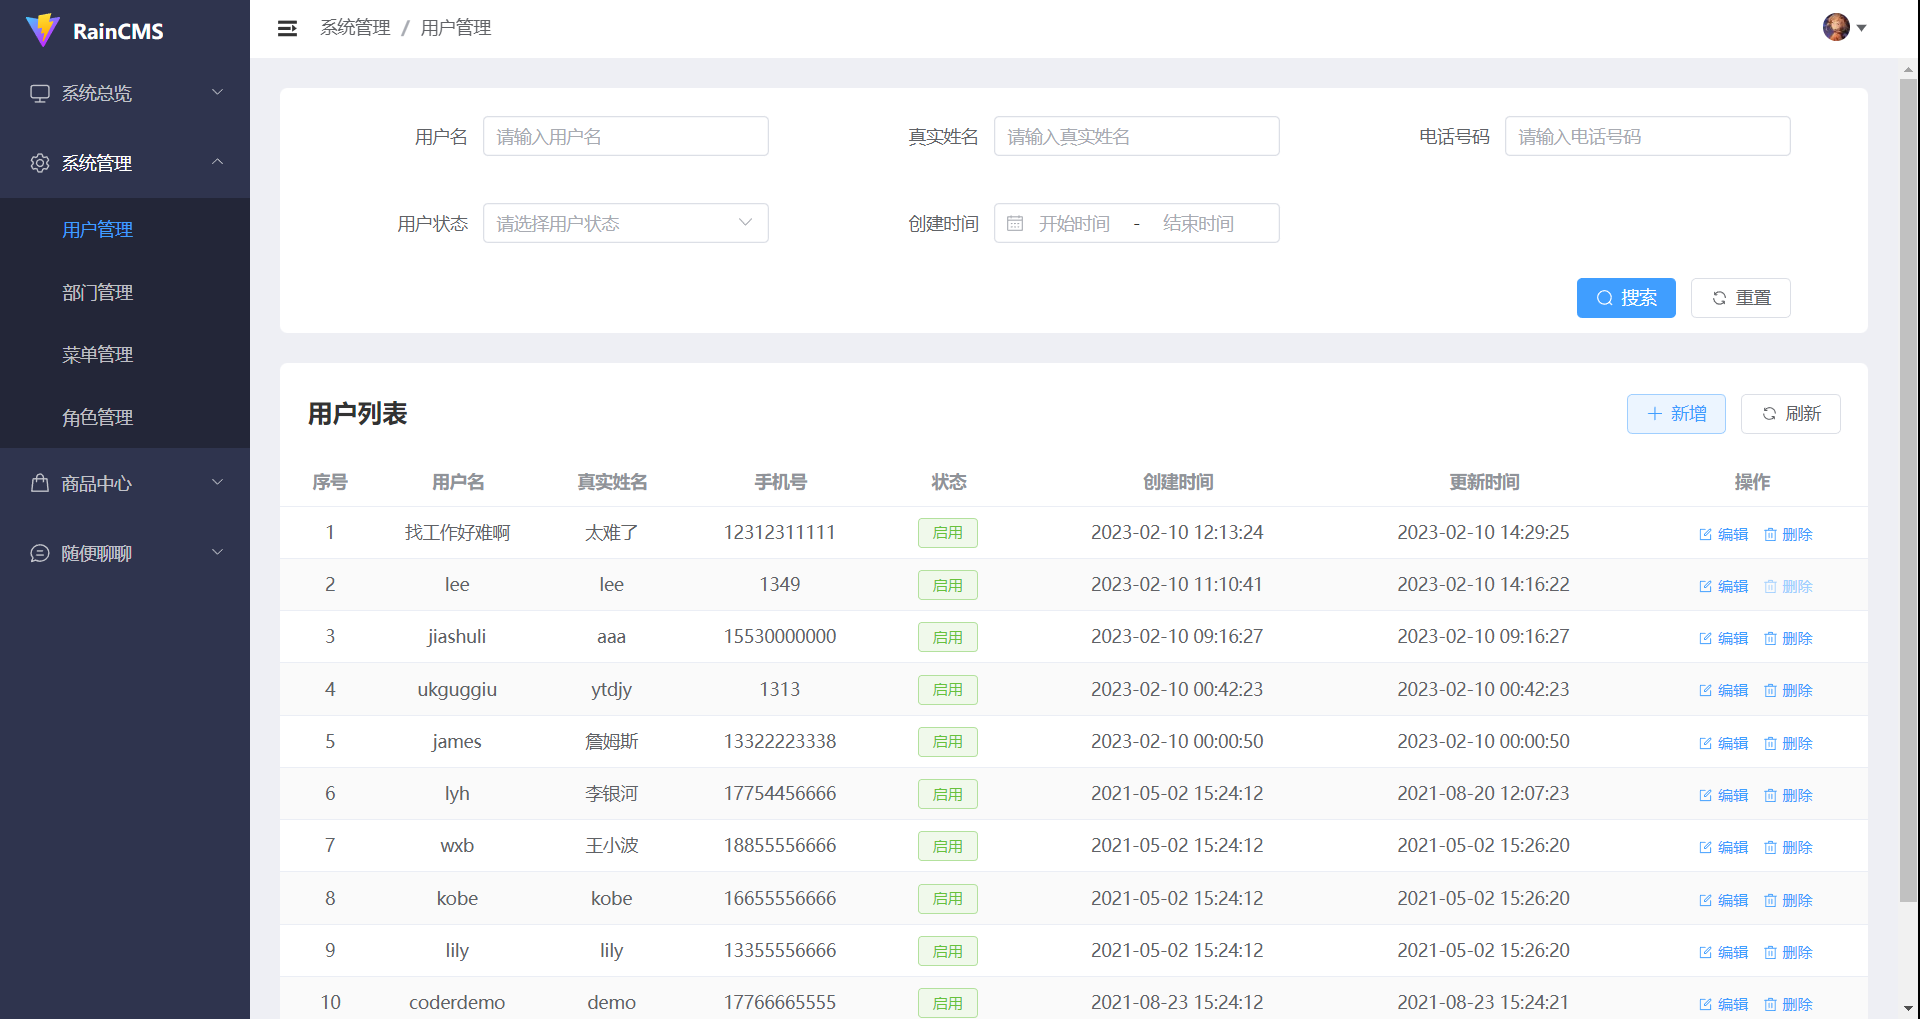 RainCMS
系统总览
系统管理
用户管理
部门管理
菜单管理
角色管理
商品中心
随便聊聊
系统管理 / 用户管理
用户名 请输入用户名 真实姓名 请输入真实姓名 电话号码 请输入电话号码
用户状态 请选择用户状态 创建时间 开始时间 - 结束时间
搜索 重置
用户列表 新增 刷新
序号 用户名 真实姓名 手机号 状态 创建时间 更新时间 操作
1 找工作好难啊 太难了 12312311111 启用 2023-02-10 12:13:24 2023-02-10 14:29:25 编辑 删除
2 lee lee 1349 启用 2023-02-10 11:10:41 2023-02-10 14:16:22 编辑 删除
3 jiashuli aaa 15530000000 启用 2023-02-10 09:16:27 2023-02-10 09:16:27 编辑 删除
4 ukguggiu ytdjy 1313 启用 2023-02-10 00:42:23 2023-02-10 00:42:23 编辑 删除
5 james 詹姆斯 13322223338 启用 2023-02-10 00:00:50 2023-02-10 00:00:50 编辑 删除
6 lyh 李银河 17754456666 启用 2021-05-02 15:24:12 2021-08-20 12:07:23 编辑 删除
7 wxb 王小波 18855556666 启用 2021-05-02 15:24:12 2021-05-02 15:26:20 编辑 删除
8 kobe kobe 16655556666 启用 2021-05-02 15:24:12 2021-05-02 15:26:20 编辑 删除
9 lily lily 13355556666 启用 2021-05-02 15:24:12 2021-05-02 15:26:20 编辑 删除
10 coderdemo demo 17766665555 启用 2021-08-23 15:24:12 2021-08-23 15:24:21 编辑 删除